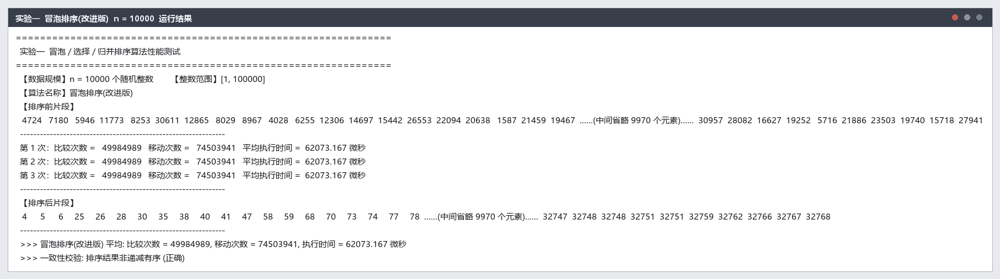 实验一 冒泡排序(改进版) n = 10000 运行结果
==============================================================
实验一 冒泡 / 选择 / 归并排序算法性能测试
==============================================================
【数据规模】n = 10000 个随机整数 【整数范围】[1, 100000]
【算法名称】冒泡排序(改进版)
【排序前片段】
4724 7180 5946 11773 8253 30611 12865 8029 8967 4028 6255 12306 14697 15442 26553 22094 20638 1587 21459 19467 ......(中间省略 9970 个元素)...... 30957 28082 16627 19252 5716 21886 23503 19740 15718 27941
--------------------------------------------------------------
第 1 次: 比较次数 = 49984989 移动次数 = 74503941 平均执行时间 = 62073.167 微秒
第 2 次: 比较次数 = 49984989 移动次数 = 74503941 平均执行时间 = 62073.167 微秒
第 3 次: 比较次数 = 49984989 移动次数 = 74503941 平均执行时间 = 62073.167 微秒
--------------------------------------------------------------
【排序后片段】
4 5 6 25 26 28 30 35 38 40 41 47 58 59 68 70 73 74 77 78 ......(中间省略 9970 个元素)...... 32747 32748 32748 32751 32751 32759 32762 32766 32767 32768
--------------------------------------------------------------
>>> 冒泡排序(改进版) 平均: 比较次数 = 49984989, 移动次数 = 74503941, 执行时间 = 62073.167 微秒
>>> 一致性校验: 排序结果非递减有序 (正确)